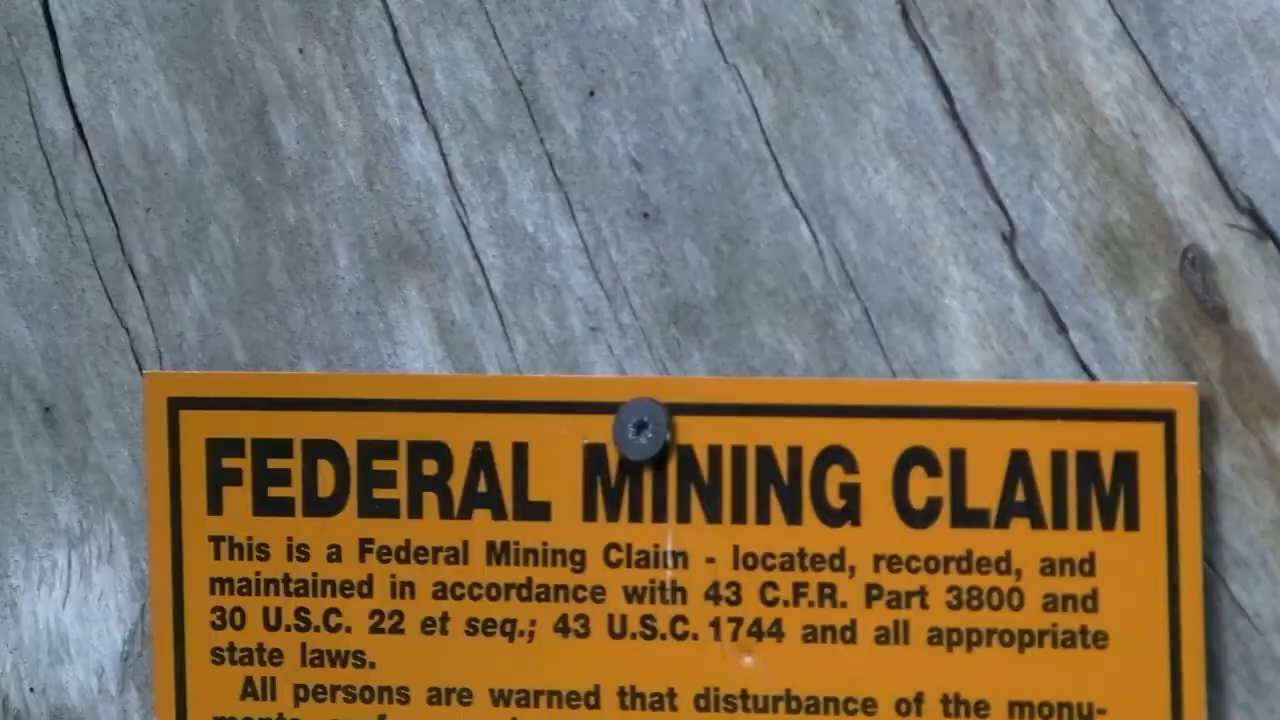 FEDERAL MINING CLAIM
This is a Federal Mining Claim - located, recorded, and
maintained in accordance with 43 C.F.R. Part 3800 and
30 U.S.C. 22 et seq.; 43 U.S.C. 1744 and all appropriate
state laws.
All persons are warned that disturbance of the monu-